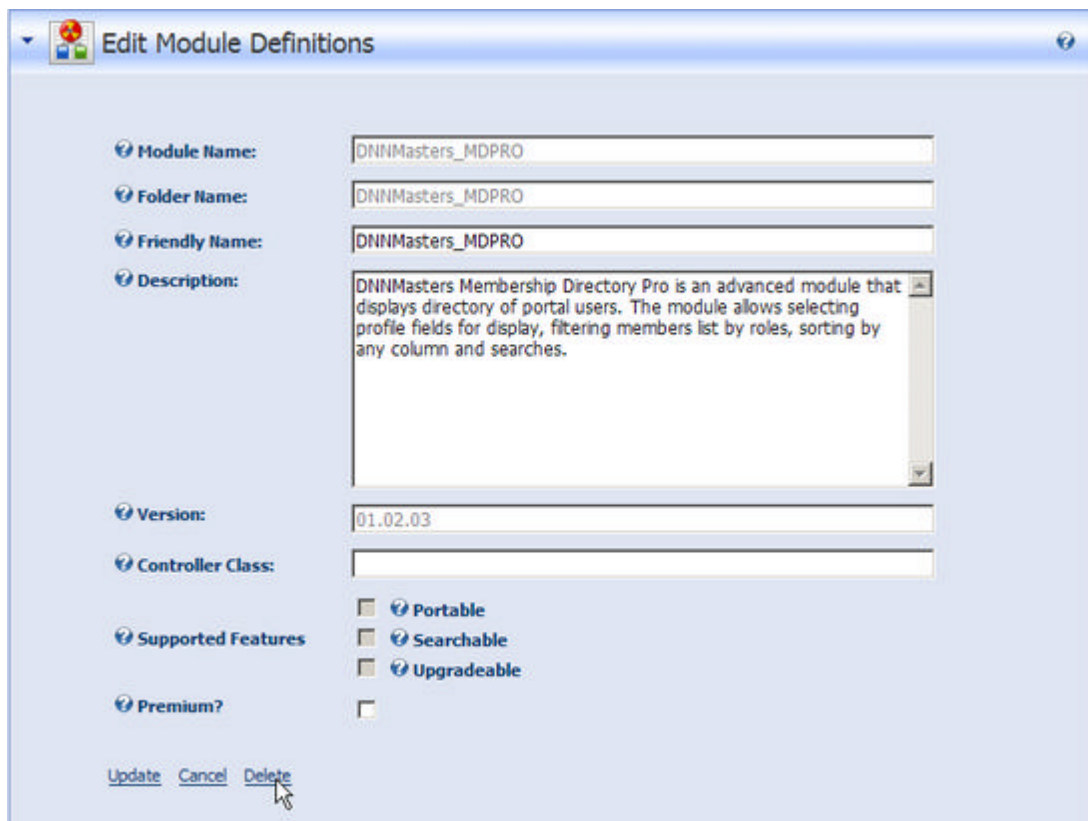 Edit Module Definitions
Module Name: DNNMasters_MDPRO
Folder Name: DNNMasters_MDPRO
Friendly Name: DNNMasters_MDPRO
Description: DNNMasters Membership Directory Pro is an advanced module that
displays directory of portal users. The module allows selecting
profile fields for display, filtering members list by roles, sorting by
any column and searches.
Version: 01.02.03
Controller Class:
Portable
Supported Features Searchable
Upgradeable
Premium?
Update Cancel Delete